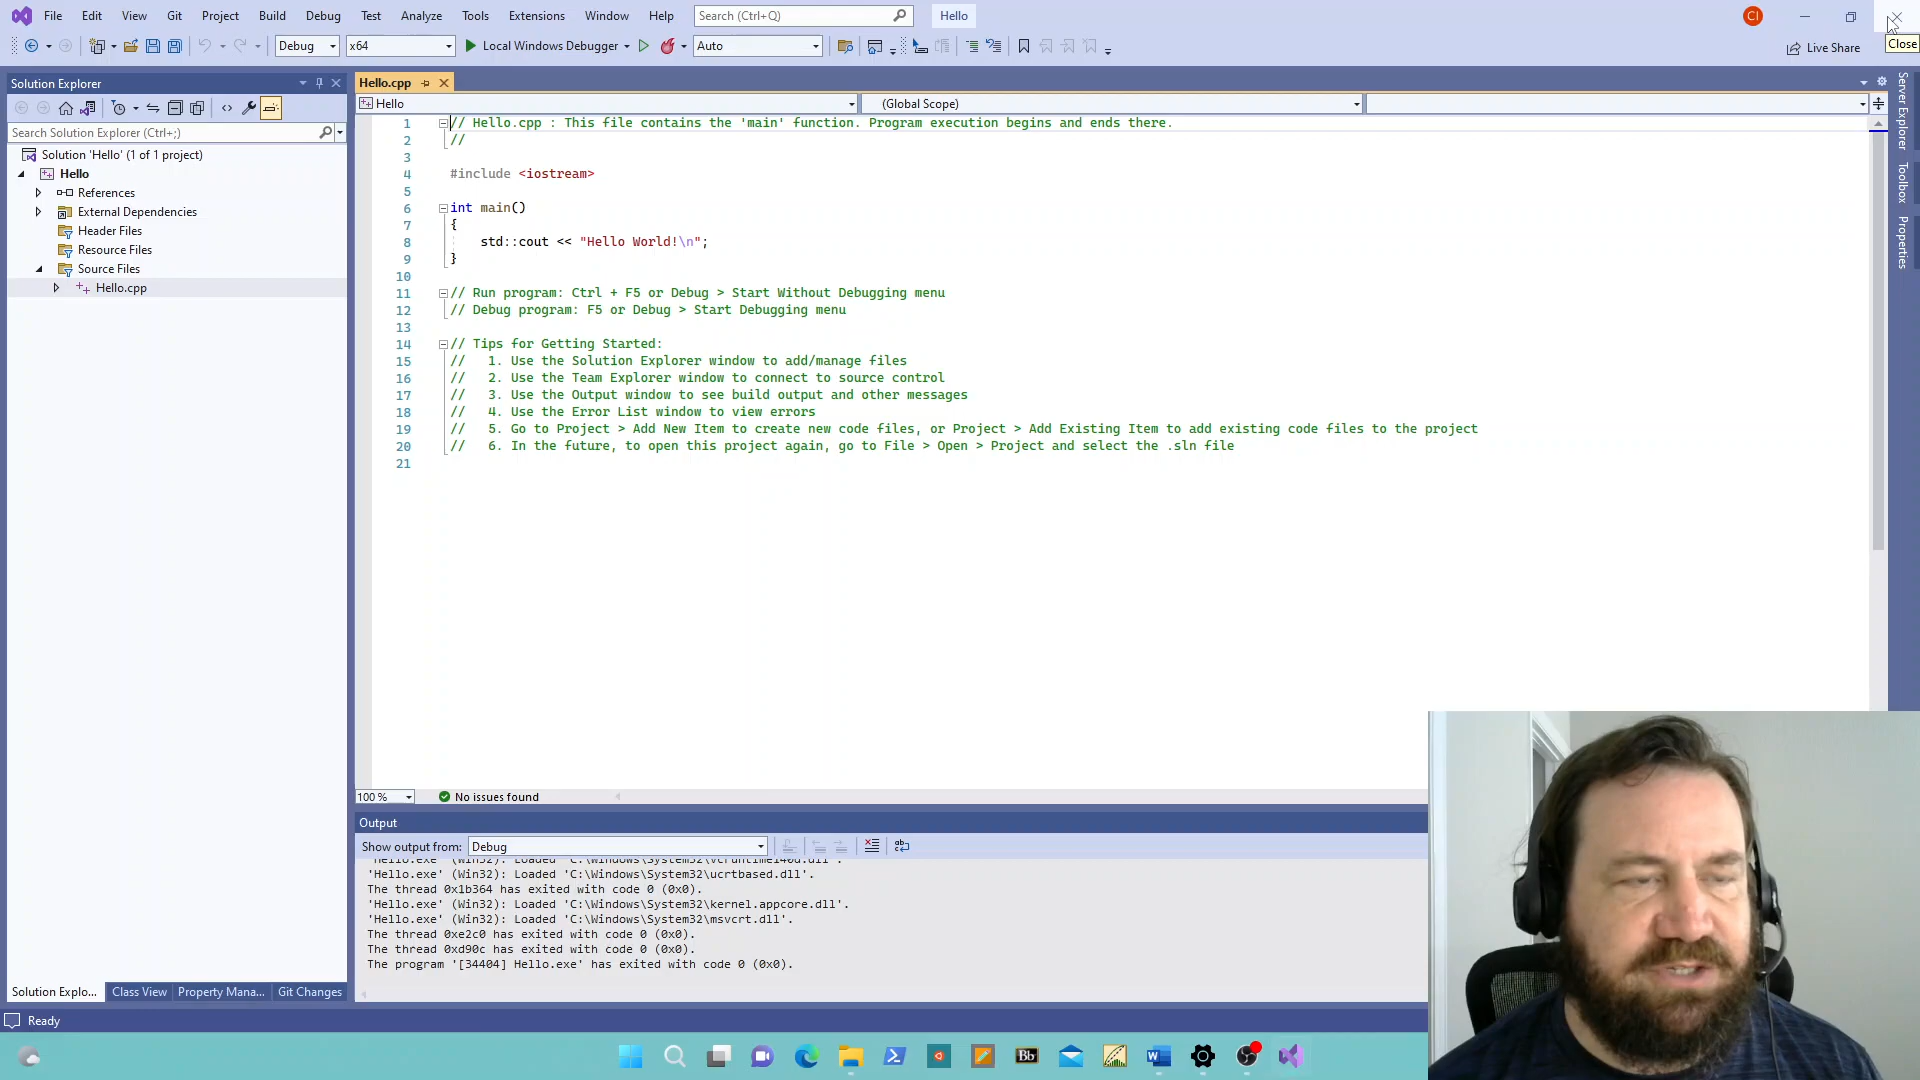 File Edit View Git Project Build Debug Test Analyze Tools Extensions Window Help Search (Ctrl+Q) Hello CI
Debug x64 Local Windows Debugger Auto Live Share Close
Solution Explorer
Search Solution Explorer (Ctrl+;)
Solution 'Hello' (1 of 1 project)
Hello
References
External Dependencies
Header Files
Resource Files
Source Files
Hello.cpp
Solution Explo... Class View Property Mana... Git Changes
Hello.cpp
Hello (Global Scope)
1 // Hello.cpp : This file contains the 'main' function. Program execution begins and ends there.
2 //
3
4 #include <iostream>
5
6 int main()
7 {
8 std::cout << "Hello World!\n";
9 }
10
11 // Run program: Ctrl + F5 or Debug > Start Without Debugging menu
12 // Debug program: F5 or Debug > Start Debugging menu
13
14 // Tips for Getting Started:
15 // 1. Use the Solution Explorer window to add/manage files
16 // 2. Use the Team Explorer window to connect to source control
17 // 3. Use the Output window to see build output and other messages
18 // 4. Use the Error List window to view errors
19 // 5. Go to Project > Add New Item to create new code files, or Project > Add Existing Item to add existing code files to the project
20 // 6. In the future, to open this project again, go to File > Open > Project and select the .sln file
21
100 % No issues found
Output
Show output from: Debug
'Hello.exe' (Win32): Loaded 'C:\Windows\System32\vcruntime140d.dll'.
'Hello.exe' (Win32): Loaded 'C:\Windows\System32\ucrtbased.dll'.
The thread 0x1b364 has exited with code 0 (0x0).
'Hello.exe' (Win32): Loaded 'C:\Windows\System32\kernel.appcore.dll'.
'Hello.exe' (Win32): Loaded 'C:\Windows\System32\msvcrt.dll'.
The thread 0xe2c0 has exited with code 0 (0x0).
The thread 0xd90c has exited with code 0 (0x0).
The program '[34404] Hello.exe' has exited with code 0 (0x0).
Server Explorer
Toolbox
Properties
Ready
Bb